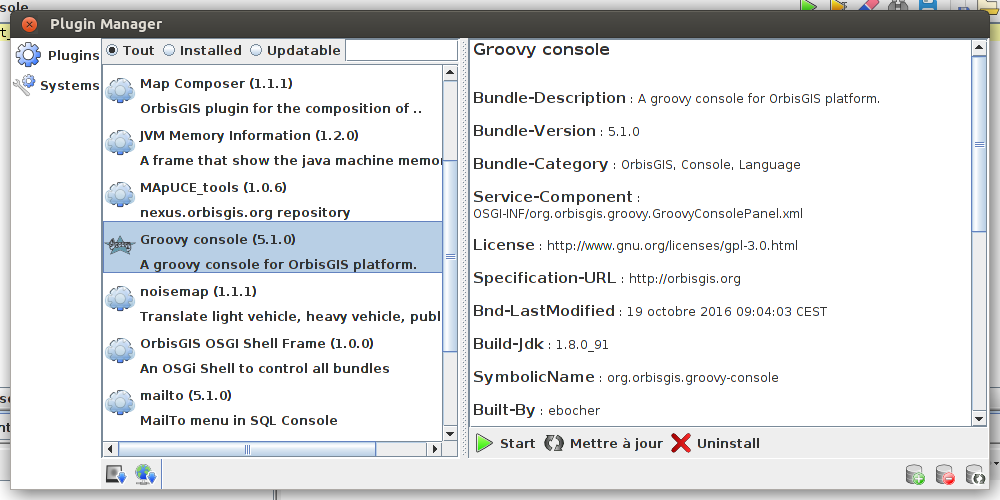 sole
Plugin Manager
Plugins
Systems
Tout Installed Updatable
Map Composer (1.1.1)
OrbisGIS plugin for the composition of ..
JVM Memory Information (1.2.0)
A frame that show the java machine memo
MApUCE_tools (1.0.6)
nexus.orbisgis.org repository
Groovy console (5.1.0)
A groovy console for OrbisGIS platform.
noisemap (1.1.1)
Translate light vehicle, heavy vehicle, publ
OrbisGIS OSGI Shell Frame (1.0.0)
An OSGi Shell to control all bundles
mailto (5.1.0)
MailTo menu in SQL Console
Groovy console
Bundle-Description : A groovy console for OrbisGIS platform.
Bundle-Version : 5.1.0
Bundle-Category : OrbisGIS, Console, Language
Service-Component :
OSGI-INF/org.orbisgis.groovy.GroovyConsolePanel.xml
License : http://www.gnu.org/licenses/gpl-3.0.html
Specification-URL : http://orbisgis.org
Bnd-LastModified : 19 octobre 2016 09:04:03 CEST
Build-Jdk : 1.8.0_91
SymbolicName : org.orbisgis.groovy-console
Built-By : ebocher
Start Mettre à jour Uninstall